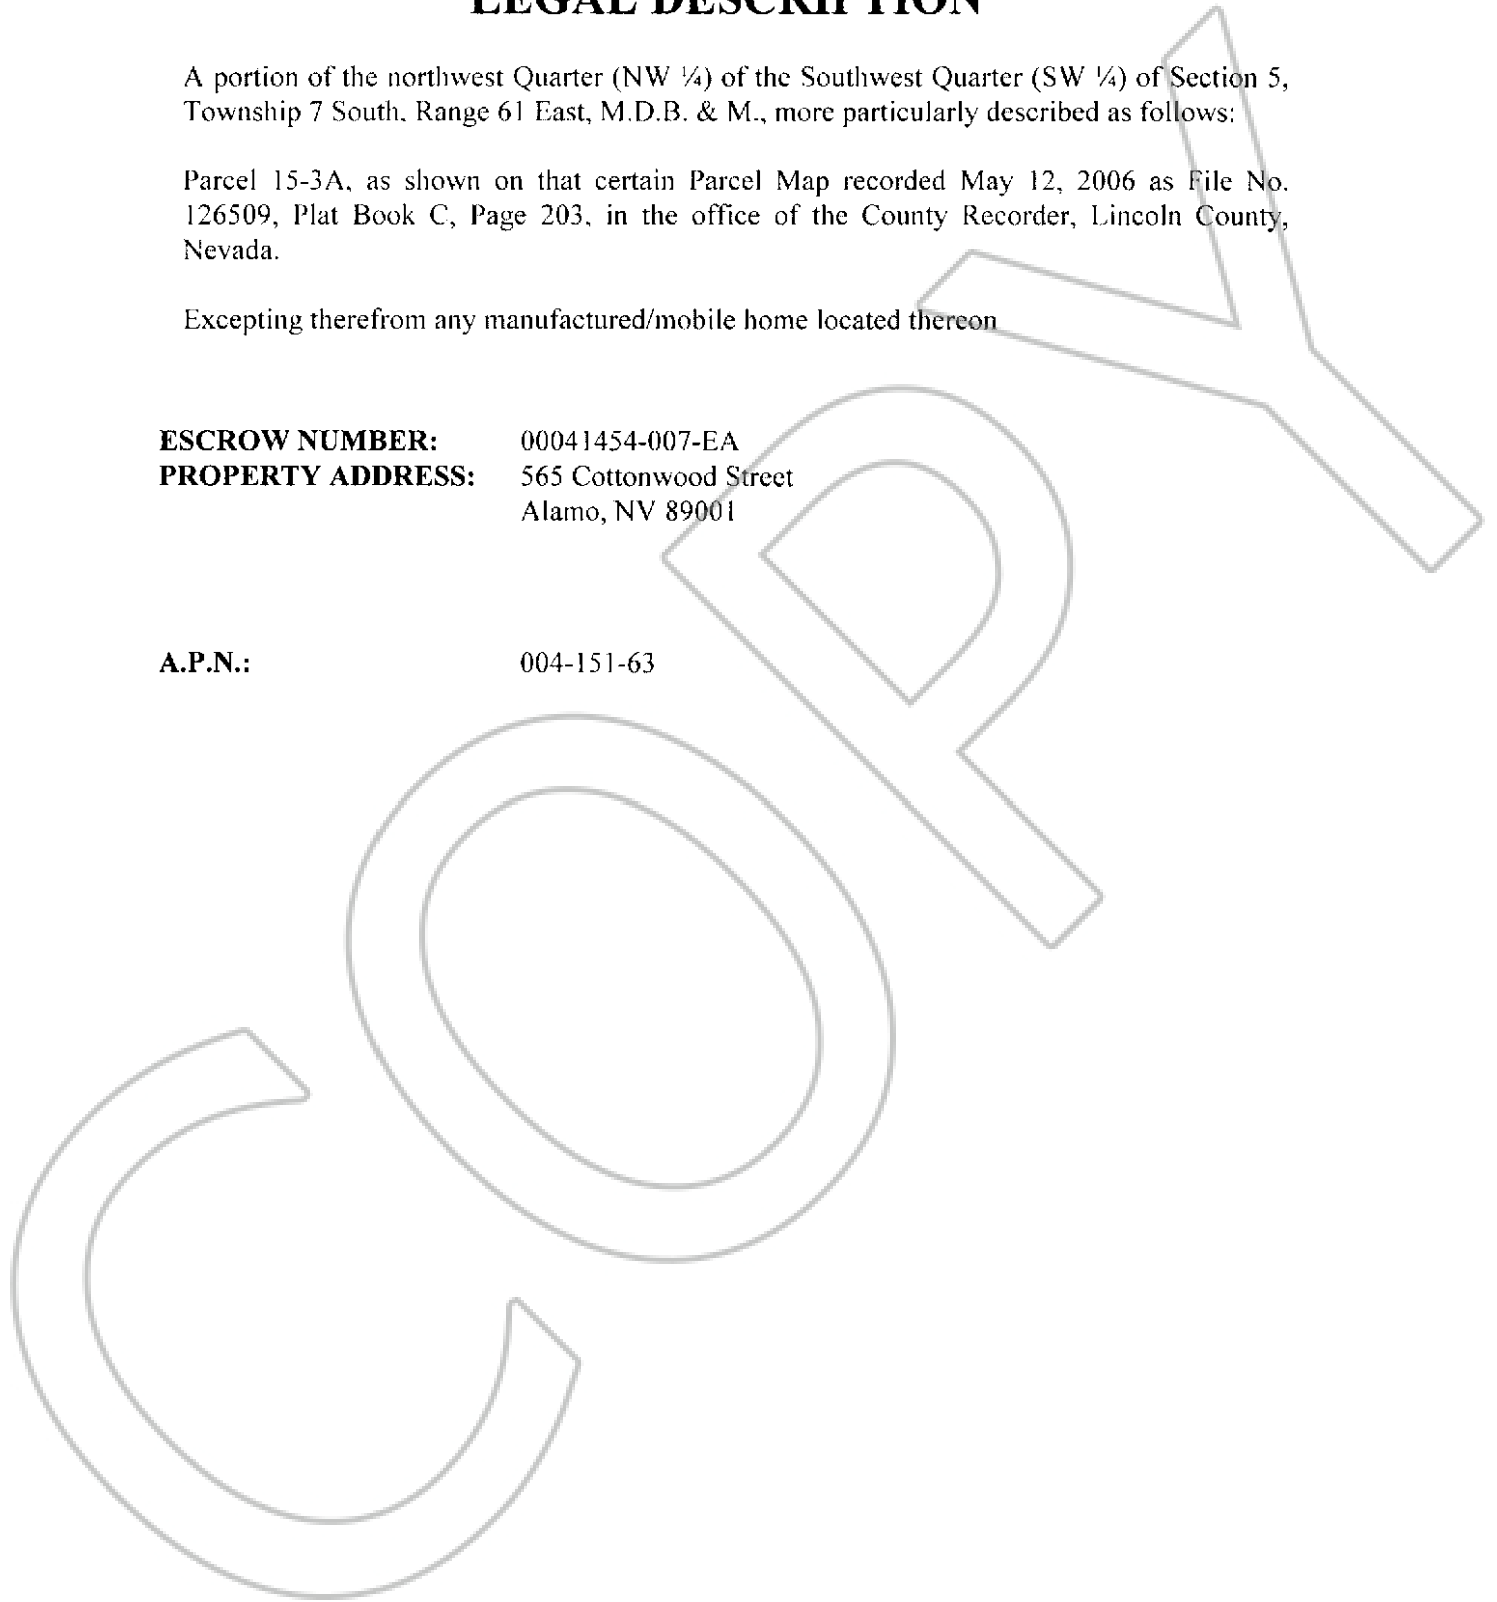 LEGAL DESCRIPTION
A portion of the northwest Quarter (NW ¼) of the Southwest Quarter (SW ¼) of Section 5,
Township 7 South, Range 61 East, M.D.B. & M., more particularly described as follows:
Parcel 15-3A, as shown on that certain Parcel Map recorded May 12, 2006 as File No.
126509, Plat Book C, Page 203, in the office of the County Recorder, Lincoln County,
Nevada.
Excepting therefrom any manufactured/mobile home located thereon
ESCROW NUMBER: 00041454-007-EA
PROPERTY ADDRESS: 565 Cottonwood Street
Alamo, NV 89001
A.P.N.: 004-151-63
COPY